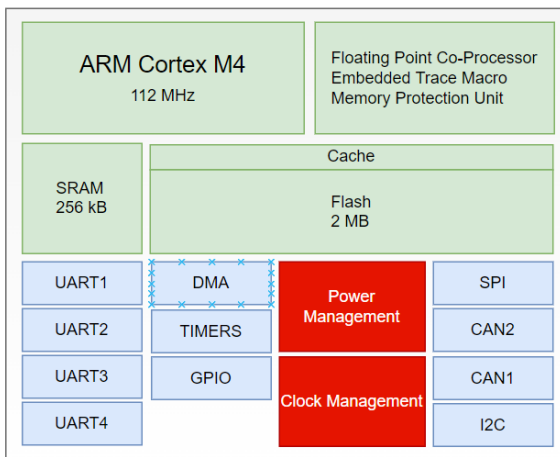 ARM Cortex M4
112 MHz
Floating Point Co-Processor
Embedded Trace Macro
Memory Protection Unit
SRAM
256 kB
Cache
Flash
2 MB
UART1
DMA
Power
Management
SPI
UART2
TIMERS
CAN2
UART3
GPIO
Clock Management
CAN1
UART4
I2C